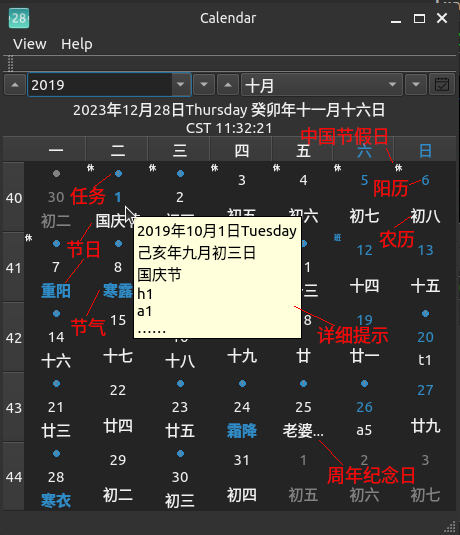 28 Calendar
View Help
2019 十月
2023年12月28日Thursday 癸卯年十一月十六日
CST 11:32:21
中国节假日
一 二 三 四 五 六 日
休 休 休 休
40 30 1 2 3 4 5 6
任务 阳历
初二 国庆节 初五 初六 初七 初八
农历
休 班
2019年10月1日Tuesday
己亥年九月初三日
国庆节
h1
a1
……
节日
41 7 8 1 12 13
重阳 寒露 十三 十四 十五
节气
详细提示
42 14 15 8 19 20
十六 十七 十八 十九 廿 廿一 t1
43 21 22 23 24 25 26 27
廿三 廿四 廿五 霜降 老婆... a5 廿九
周年纪念日
44 28 29 30 31 1 2 3
寒衣 初二 初三 初四 初五 初六 初七